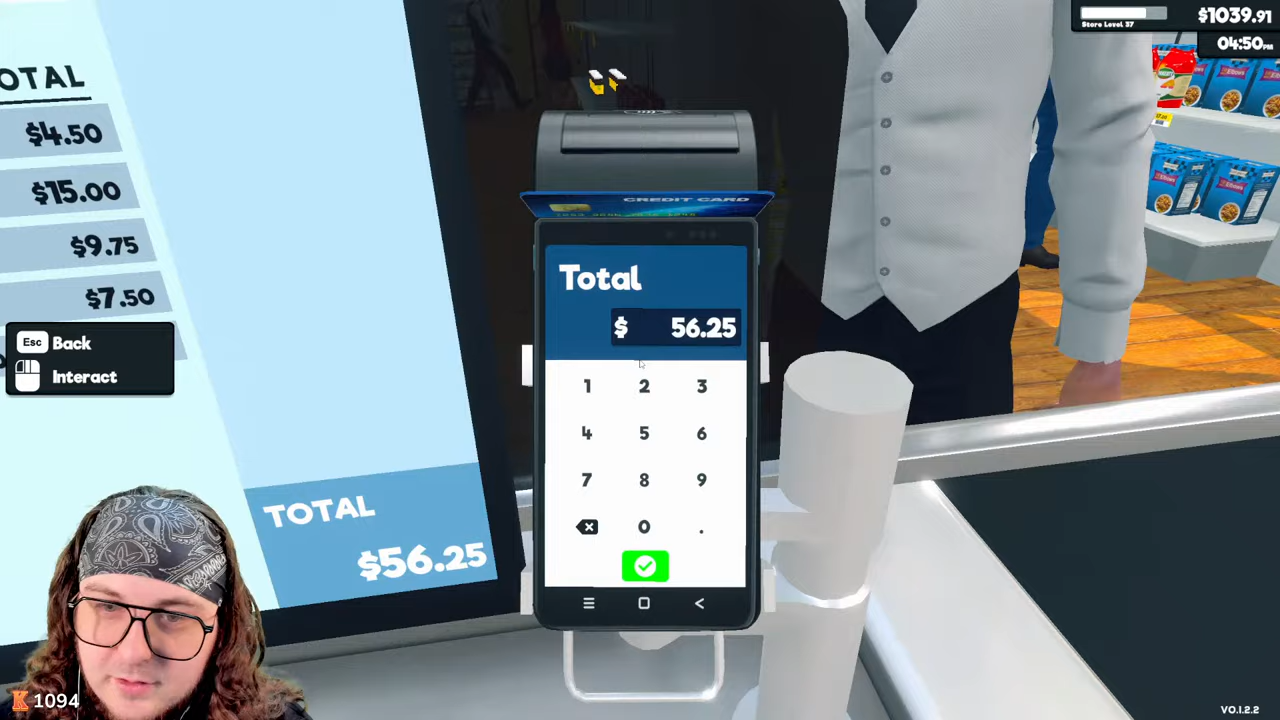 OTAL
$4.50
$15.00
$9.75
$7.50
Esc Back
Interact
TOTAL
$56.25
CREDIT CARD
Total
$ 56.25
1 2 3
4 5 6
7 8 9
0 .
$1039.91
Store Level 37
04:50PM
K 1094
V0.1.2.2